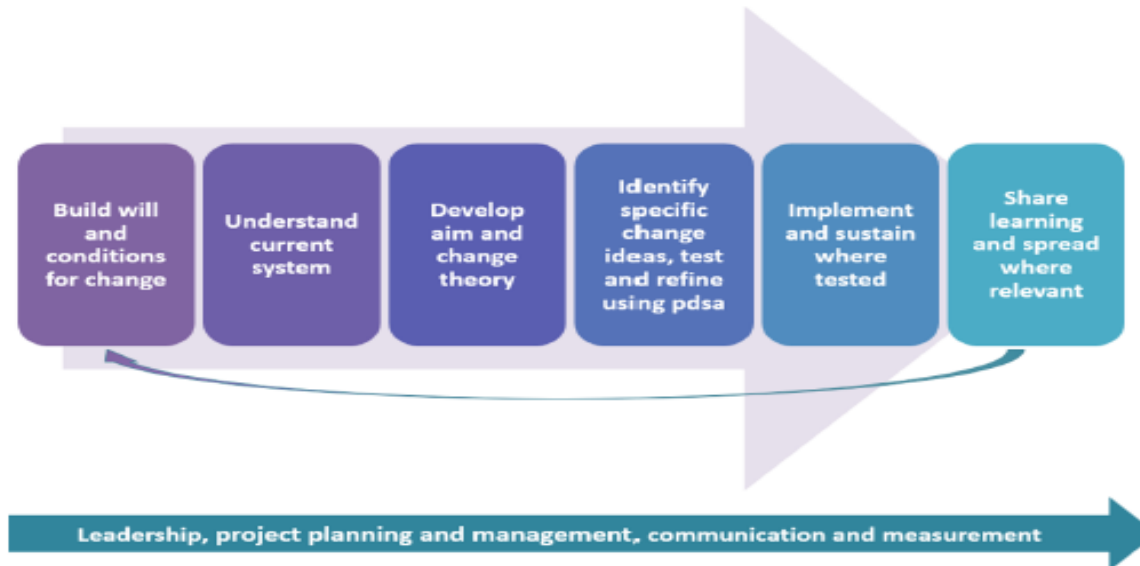 Build will
and
conditions
for change
Understand
current
system
Develop
aim and
change
theory
Identify
specific
change
ideas, test
and refine
using pdsa
Implement
and sustain
where
tested
Share
learning
and spread
where
relevant
Leadership, project planning and management, communication and measurement